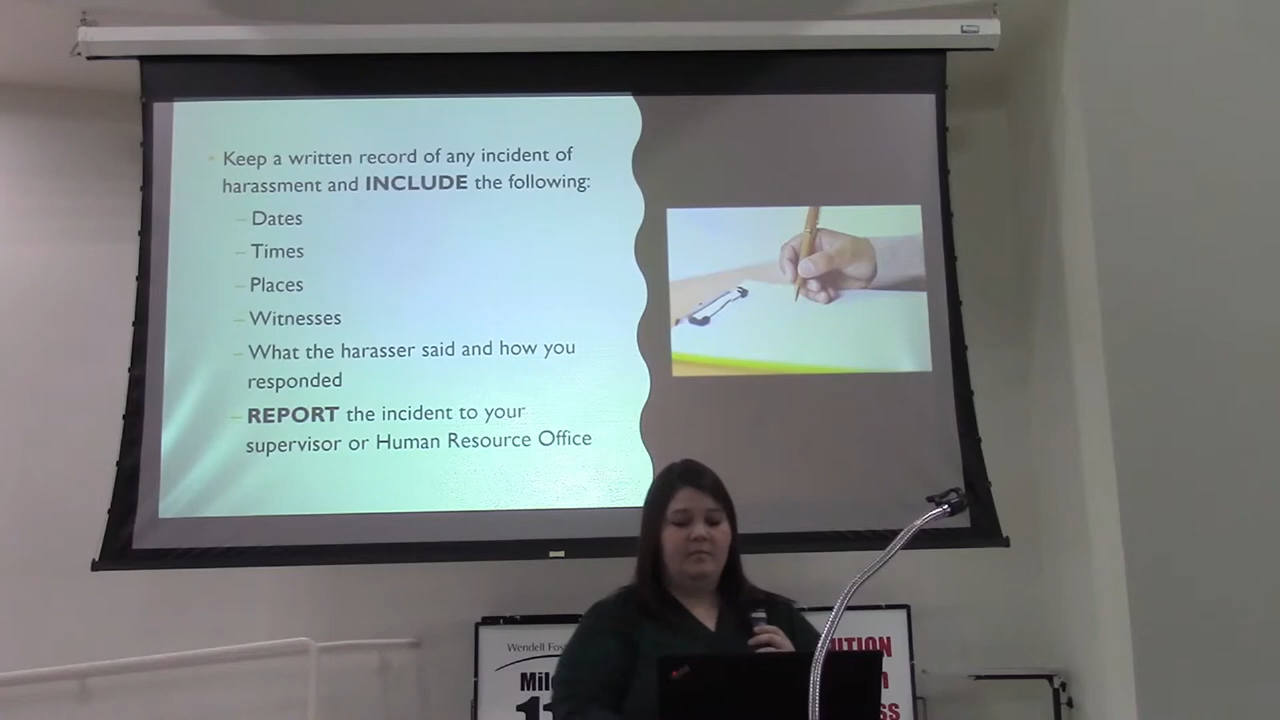 Keep a written record of any incident of
harassment and INCLUDE the following:
– Dates
– Times
– Places
– Witnesses
– What the harasser said and how you
responded
– REPORT the incident to your
supervisor or Human Resource Office
Wendell